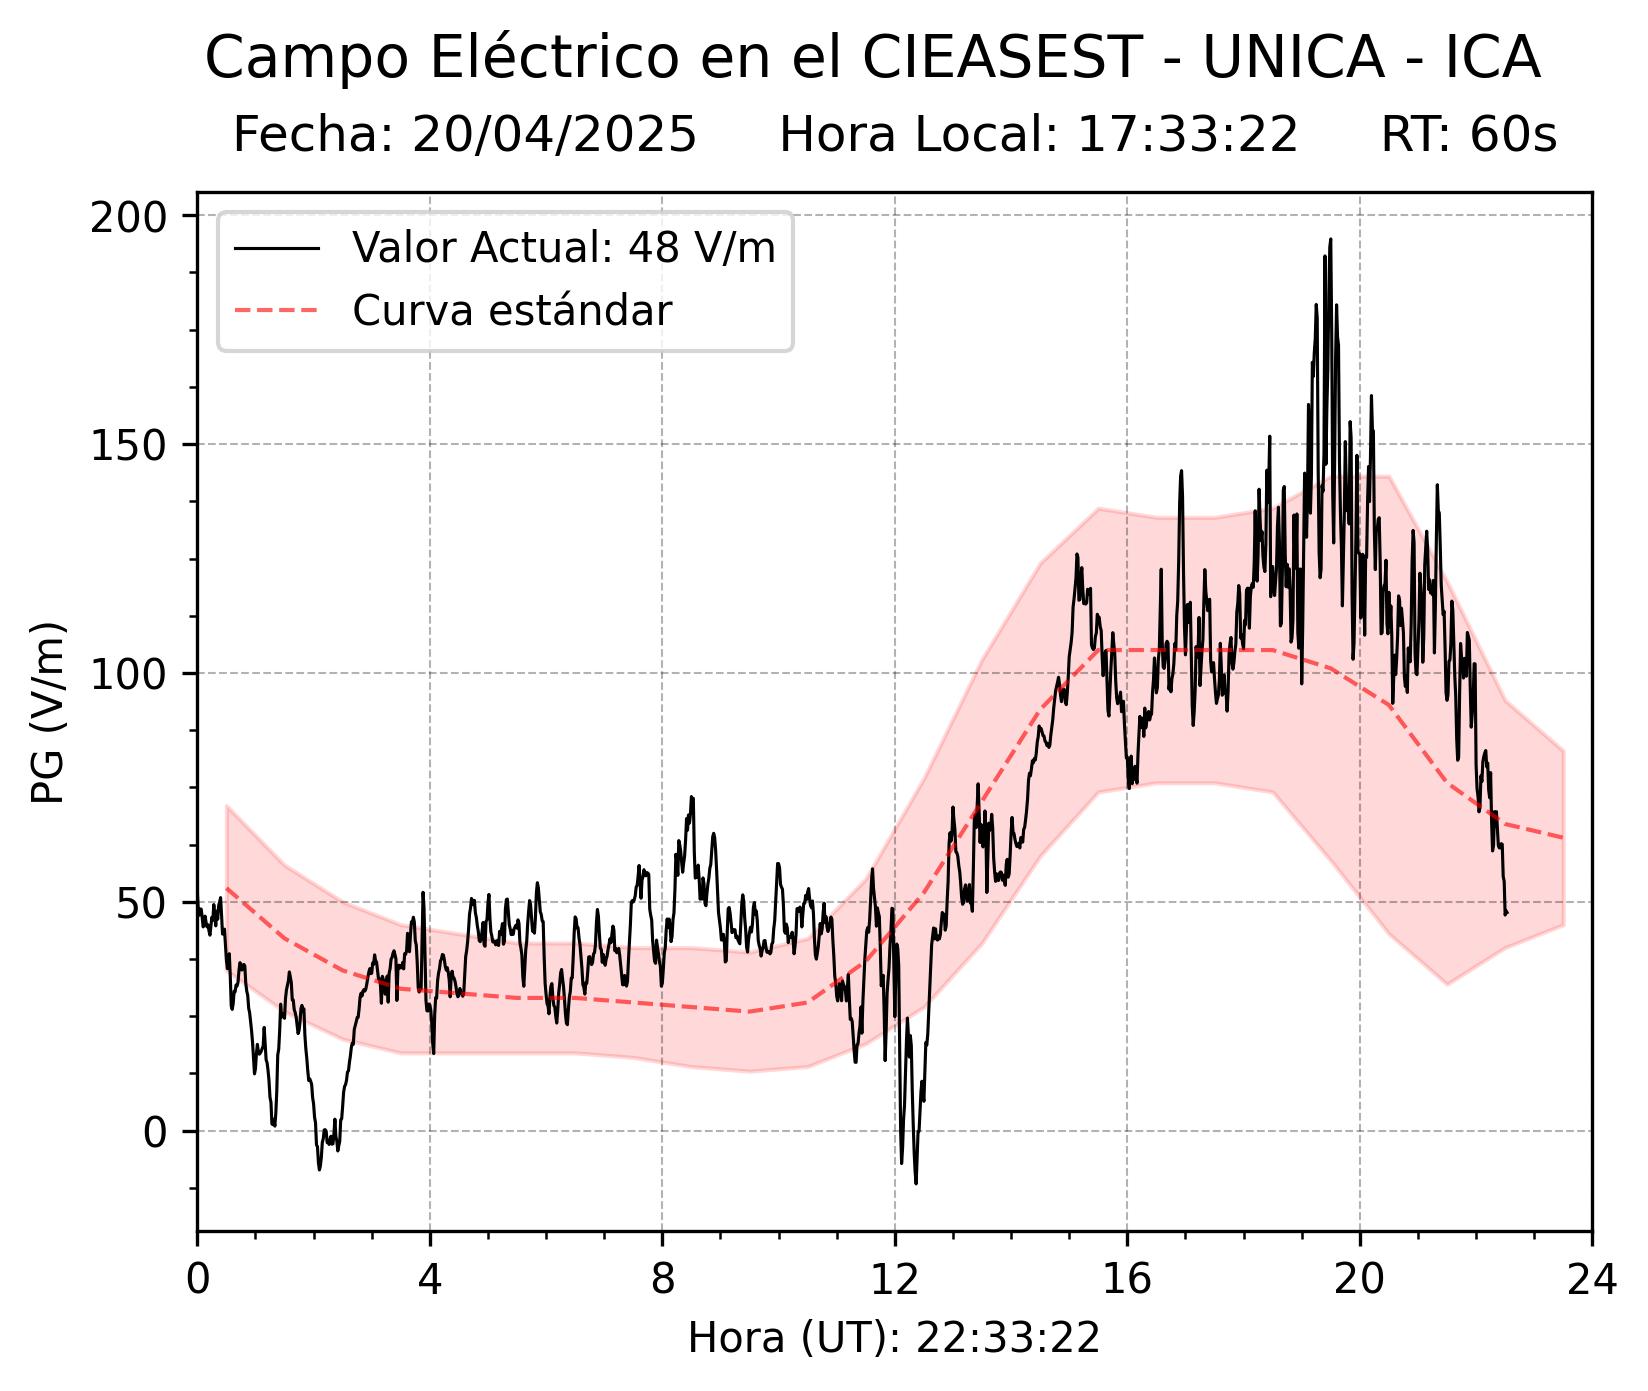 Campo Eléctrico en el CIEASEST - UNICA - ICA
Fecha: 20/04/2025 Hora Local: 17:33:22 RT: 60s
Valor Actual: 48 V/m
Curva estándar
PG (V/m)
200
150
100
50
0
0 4 8 12 16 20 24
Hora (UT): 22:33:22